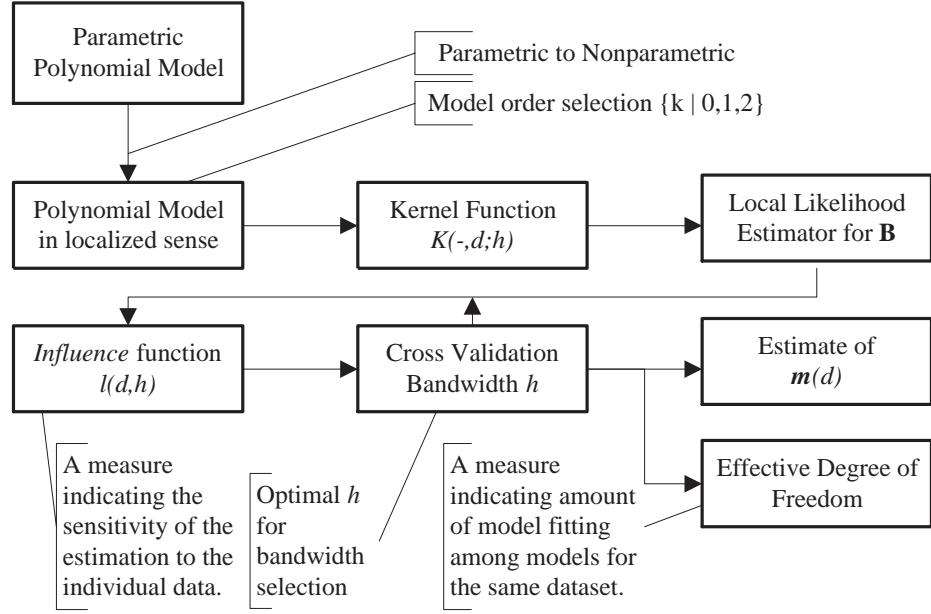 Parametric
Polynomial Model
Parametric to Nonparametric
Model order selection {k | 0,1,2}
Polynomial Model
in localized sense
Kernel Function
K(-,d;h)
Local Likelihood
Estimator for B
Influence function
l(d,h)
Cross Validation
Bandwidth h
Estimate of
m(d)
Effective Degree of
Freedom
A measure
indicating the
sensitivity of the
estimation to the
individual data.
Optimal h
for
bandwidth
selection
A measure
indicating amount
of model fitting
among models for
the same dataset.